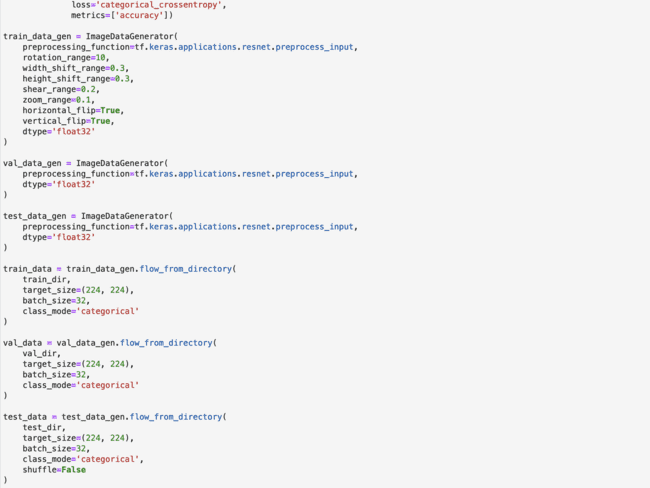 loss='categorical_crossentropy',
metrics=['accuracy'])
train_data_gen = ImageDataGenerator(
preprocessing_function=tf.keras.applications.resnet.preprocess_input,
rotation_range=10,
width_shift_range=0.3,
height_shift_range=0.3,
shear_range=0.2,
zoom_range=0.1,
horizontal_flip=True,
vertical_flip=True,
dtype='float32'
)
val_data_gen = ImageDataGenerator(
preprocessing_function=tf.keras.applications.resnet.preprocess_input,
dtype='float32'
)
test_data_gen = ImageDataGenerator(
preprocessing_function=tf.keras.applications.resnet.preprocess_input,
dtype='float32'
)
train_data = train_data_gen.flow_from_directory(
train_dir,
target_size=(224, 224),
batch_size=32,
class_mode='categorical'
)
val_data = val_data_gen.flow_from_directory(
val_dir,
target_size=(224, 224),
batch_size=32,
class_mode='categorical'
)
test_data = test_data_gen.flow_from_directory(
test_dir,
target_size=(224, 224),
batch_size=32,
class_mode='categorical',
shuffle=False
)